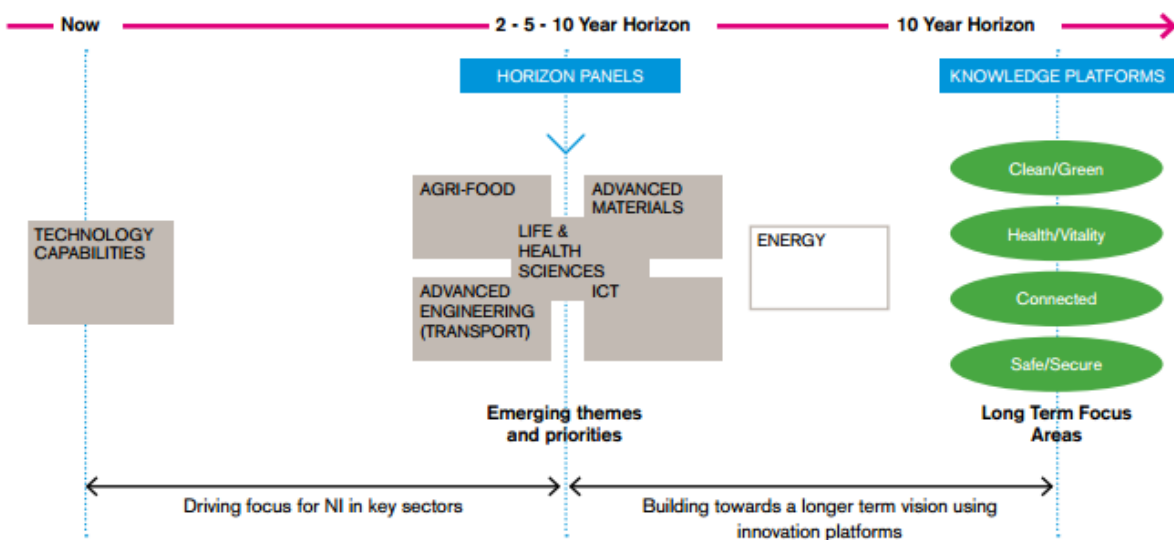 Now
2 - 5 - 10 Year Horizon
10 Year Horizon
HORIZON PANELS
KNOWLEDGE PLATFORMS
TECHNOLOGY
CAPABILITIES
AGRI-FOOD
ADVANCED
MATERIALS
LIFE &
HEALTH
SCIENCES
ADVANCED
ENGINEERING
(TRANSPORT)
ICT
ENERGY
Clean/Green
Health/Vitality
Connected
Safe/Secure
Emerging themes
and priorities
Long Term Focus
Areas
Driving focus for NI in key sectors
Building towards a longer term vision using
innovation platforms